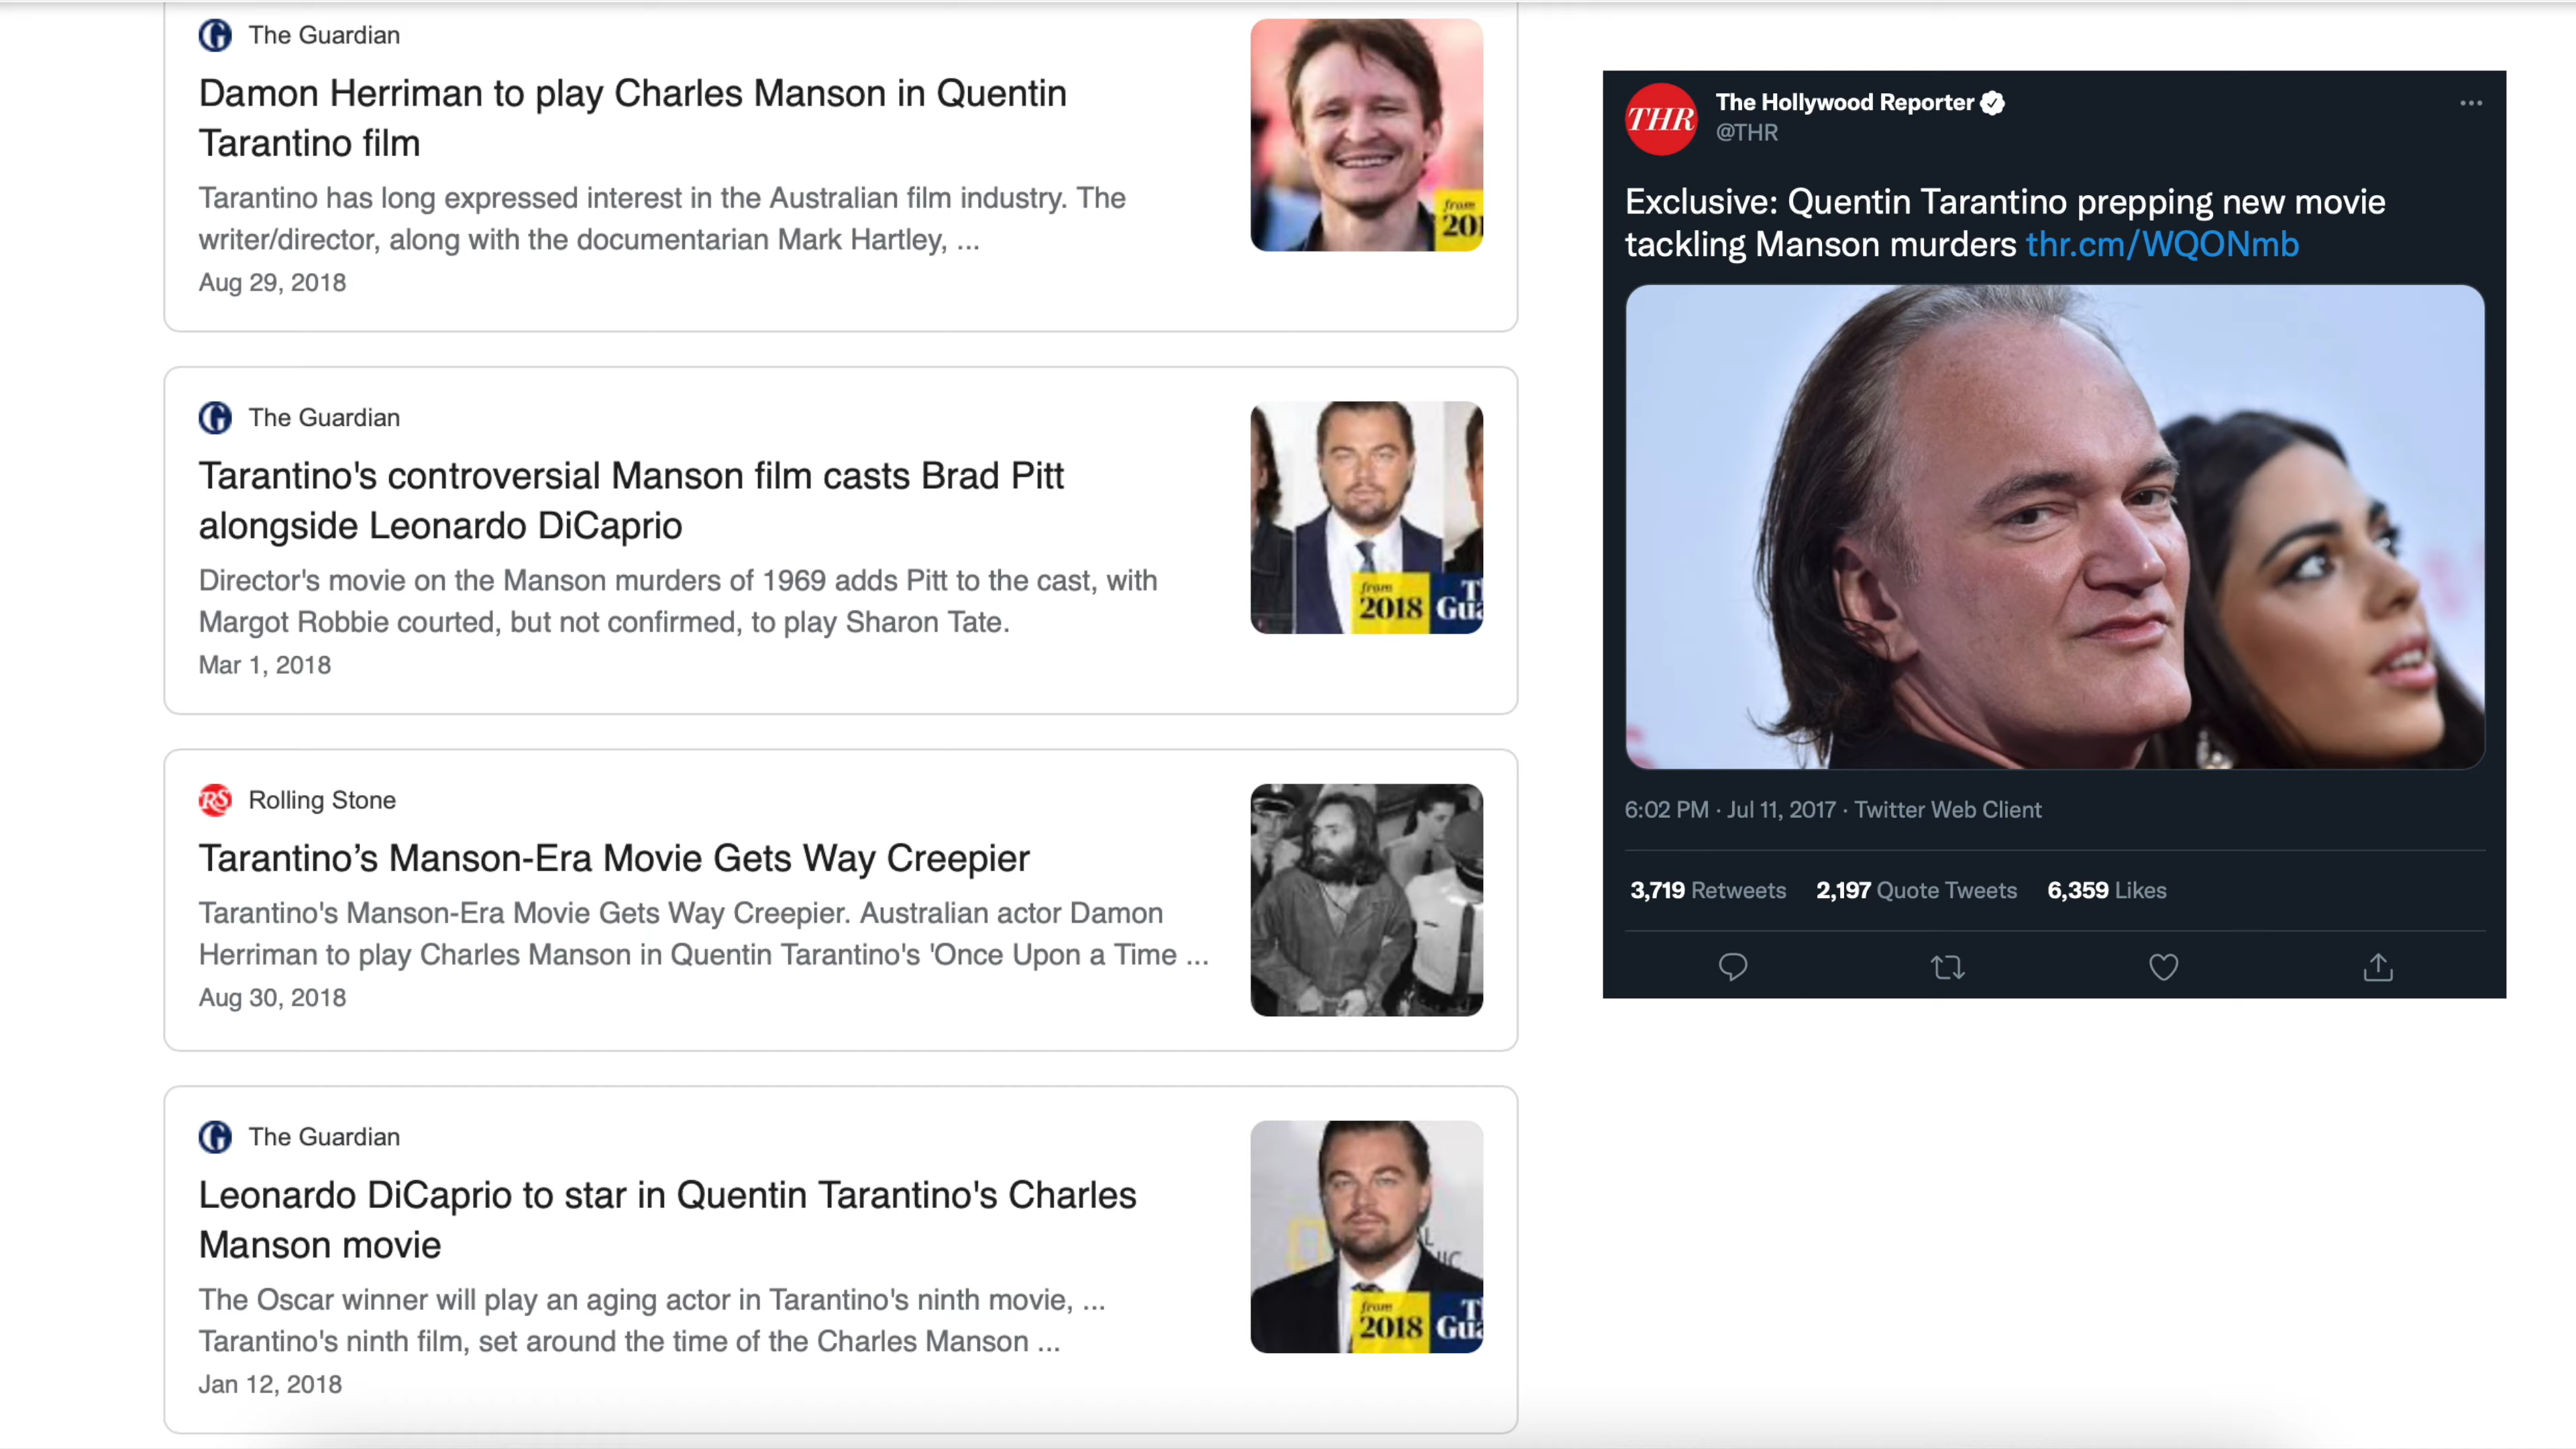 The Guardian
Damon Herriman to play Charles Manson in Quentin
Tarantino film
Tarantino has long expressed interest in the Australian film industry. The
writer/director, along with the documentarian Mark Hartley, ...
Aug 29, 2018
from
201
The Guardian
Tarantino's controversial Manson film casts Brad Pitt
alongside Leonardo DiCaprio
Director's movie on the Manson murders of 1969 adds Pitt to the cast, with
Margot Robbie courted, but not confirmed, to play Sharon Tate.
Mar 1, 2018
from
2018
RS Rolling Stone
Tarantino’s Manson-Era Movie Gets Way Creepier
Tarantino's Manson-Era Movie Gets Way Creepier. Australian actor Damon
Herriman to play Charles Manson in Quentin Tarantino's 'Once Upon a Time ...
Aug 30, 2018
The Guardian
Leonardo DiCaprio to star in Quentin Tarantino's Charles
Manson movie
The Oscar winner will play an aging actor in Tarantino's ninth movie, ...
Tarantino's ninth film, set around the time of the Charles Manson ...
Jan 12, 2018
from
2018
THR
The Hollywood Reporter
@THR
Exclusive: Quentin Tarantino prepping new movie
tackling Manson murders thr.cm/WQONmb
6:02 PM · Jul 11, 2017 · Twitter Web Client
3,719 Retweets 2,197 Quote Tweets 6,359 Likes